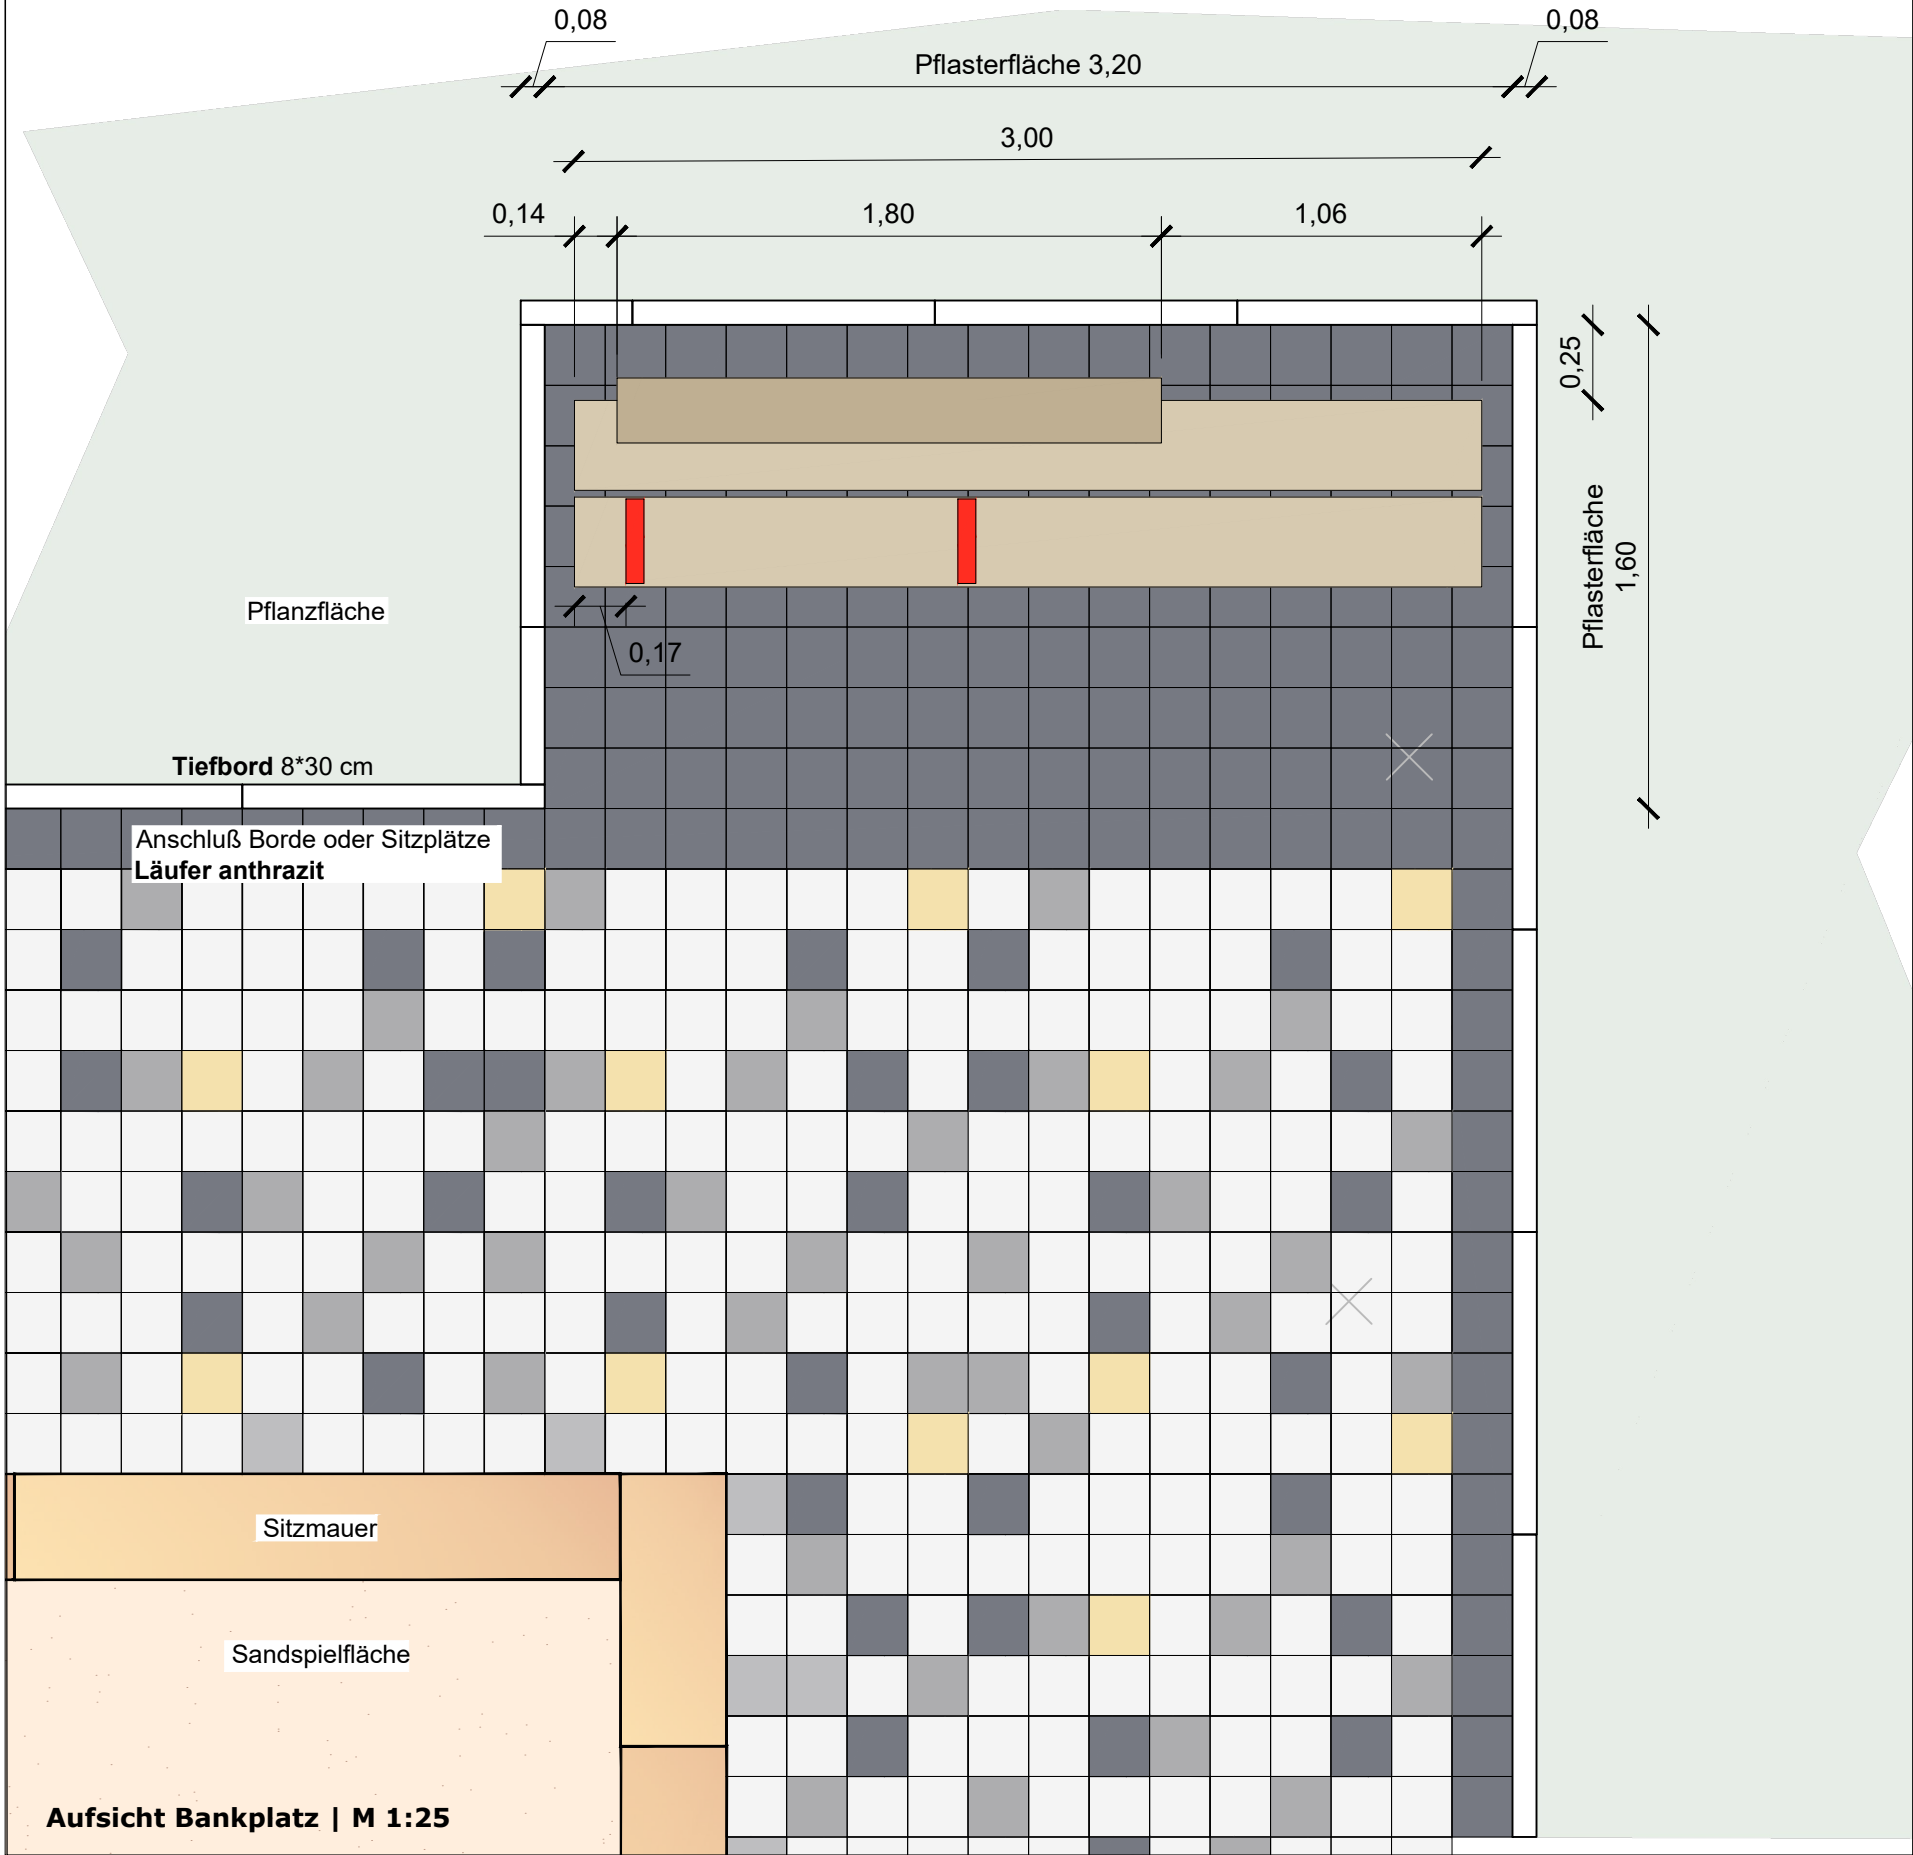 0,08
0,08
Pflasterfläche 3,20
3,00
0,14
1,80
1,06
0,25
Pflasterfläche
1,60
Pflanzfläche
0,17
Tiefbord 8*30 cm
Anschluß Borde oder Sitzplätze
Läufer anthrazit
Sitzmauer
Sandspielfläche
Aufsicht Bankplatz | M 1:25